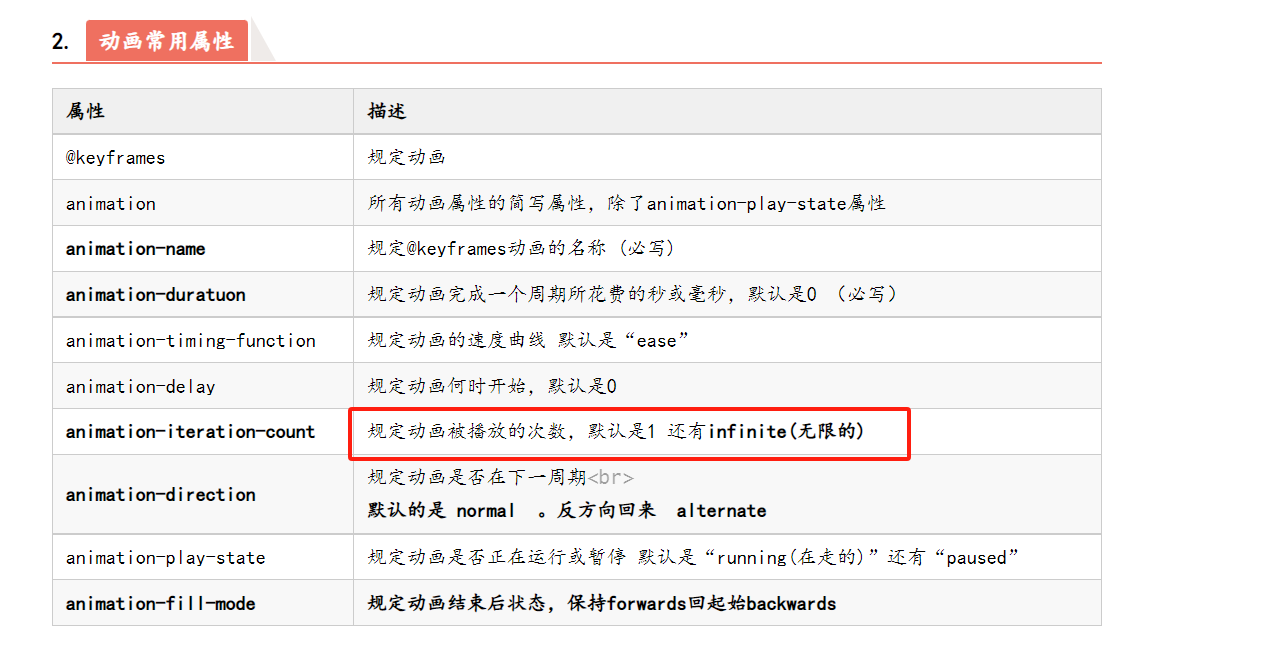 2. 动画常用属性
属性 描述
@keyframes 规定动画
animation 所有动画属性的简写属性，除了animation-play-state属性
animation-name 规定@keyframes动画的名称（必写）
animation-duratuon 规定动画完成一个周期所花费的秒或毫秒，默认是0 （必写）
animation-timing-function 规定动画的速度曲线 默认是“ease”
animation-delay 规定动画何时开始，默认是0
animation-iteration-count 规定动画被播放的次数，默认是1 还有infinite(无限的)
animation-direction 规定动画是否在下一周期<br>
默认的是 normal 。反方向回来 alternate
animation-play-state 规定动画是否正在运行或暂停 默认是“running(在走的)”还有“paused”
animation-fill-mode 规定动画结束后状态，保持forwards回起始backwards